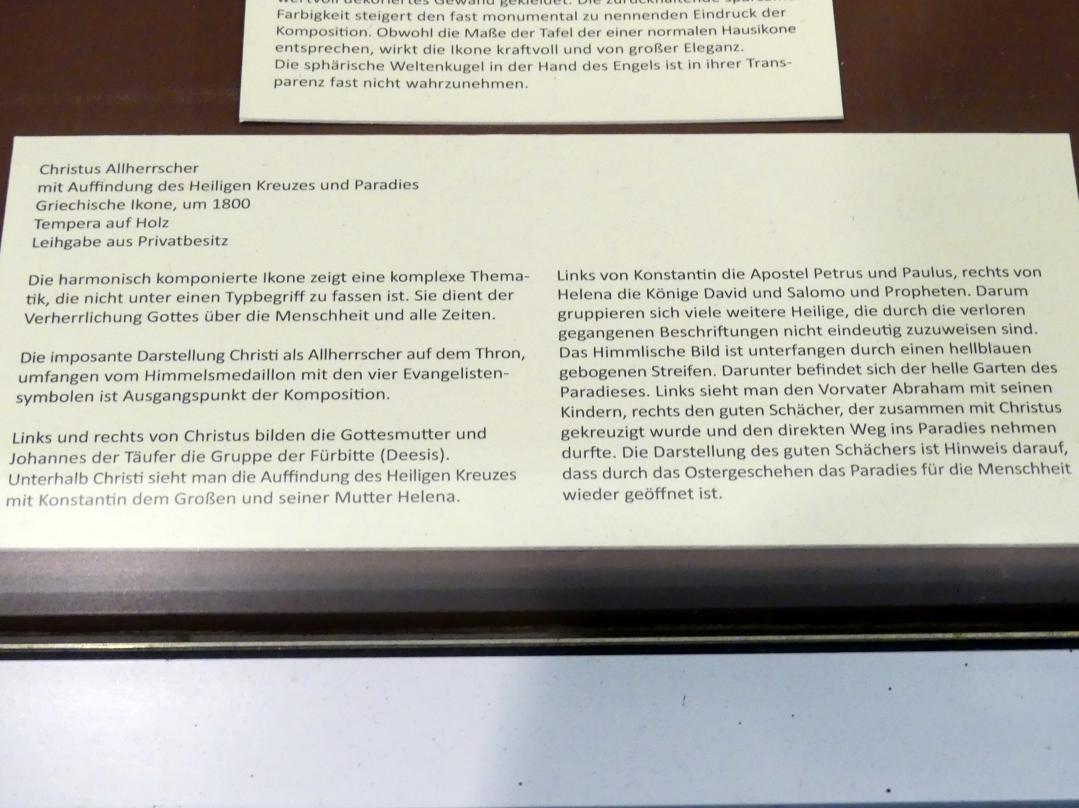 wertvoll dekoriertes Gewand gekleidet. Die zurückhaltende sparsame
Farbigkeit steigert den fast monumental zu nennenden Eindruck der
Komposition. Obwohl die Maße der Tafel der einer normalen Hausikone
entsprechen, wirkt die Ikone kraftvoll und von großer Eleganz.
Die sphärische Weltenkugel in der Hand des Engels ist in ihrer Trans-
parenz fast nicht wahrzunehmen.
Christus Allherrscher
mit Auffindung des Heiligen Kreuzes und Paradies
Griechische Ikone, um 1800
Tempera auf Holz
Leihgabe aus Privatbesitz
Die harmonisch komponierte Ikone zeigt eine komplexe Thema-
tik, die nicht unter einen Typbegriff zu fassen ist. Sie dient der
Verherrlichung Gottes über die Menschheit und alle Zeiten.
Die imposante Darstellung Christi als Allherrscher auf dem Thron,
umfangen vom Himmelsmedaillon mit den vier Evangelisten-
symbolen ist Ausgangspunkt der Komposition.
Links und rechts von Christus bilden die Gottesmutter und
Johannes der Täufer die Gruppe der Fürbitte (Deesis).
Unterhalb Christi sieht man die Auffindung des Heiligen Kreuzes
mit Konstantin dem Großen und seiner Mutter Helena.
Links von Konstantin die Apostel Petrus und Paulus, rechts von
Helena die Könige David und Salomo und Propheten. Darum
gruppieren sich viele weitere Heilige, die durch die verloren
gegangenen Beschriftungen nicht eindeutig zuzuweisen sind.
Das Himmlische Bild ist unterfangen durch einen hellblauen
gebogenen Streifen. Darunter befindet sich der helle Garten des
Paradieses. Links sieht man den Vorvater Abraham mit seinen
Kindern, rechts den guten Schächer, der zusammen mit Christus
gekreuzigt wurde und den direkten Weg ins Paradies nehmen
durfte. Die Darstellung des guten Schächers ist Hinweis darauf,
dass durch das Ostergeschehen das Paradies für die Menschheit
wieder geöffnet ist.